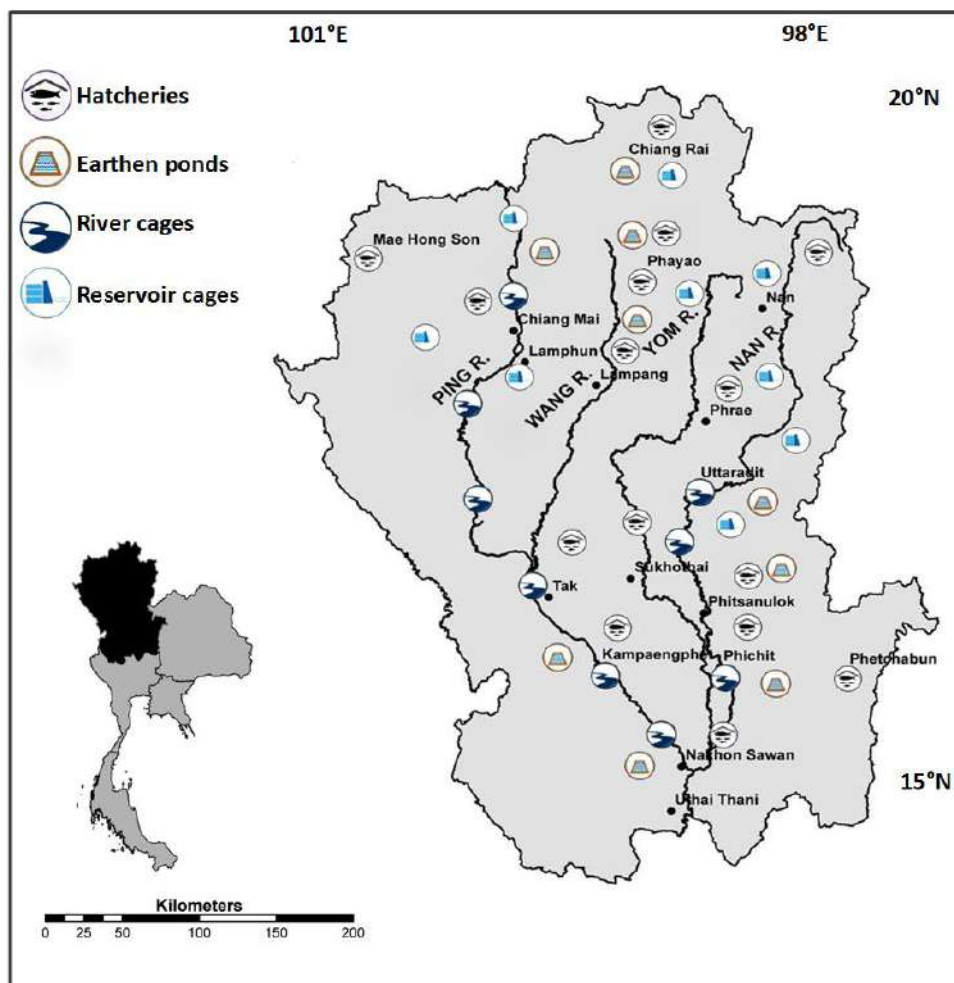 101°E
98°E
20°N
15°N
Hatcheries
Earthen ponds
River cages
Reservoir cages
Chiang Rai
Mae Hong Son
Phayao
Nan
Chiang Mai
YOM R.
NAN R.
Lamphun
PING R.
WANG R.
Lampang
Phrae
Uttaradit
Sukhothai
Tak
Phitsanulok
Kampaengphet
Phichit
Phetchabun
Nakhon Sawan
Uthai Thani
Kilometers
0 25 50 100 150 200